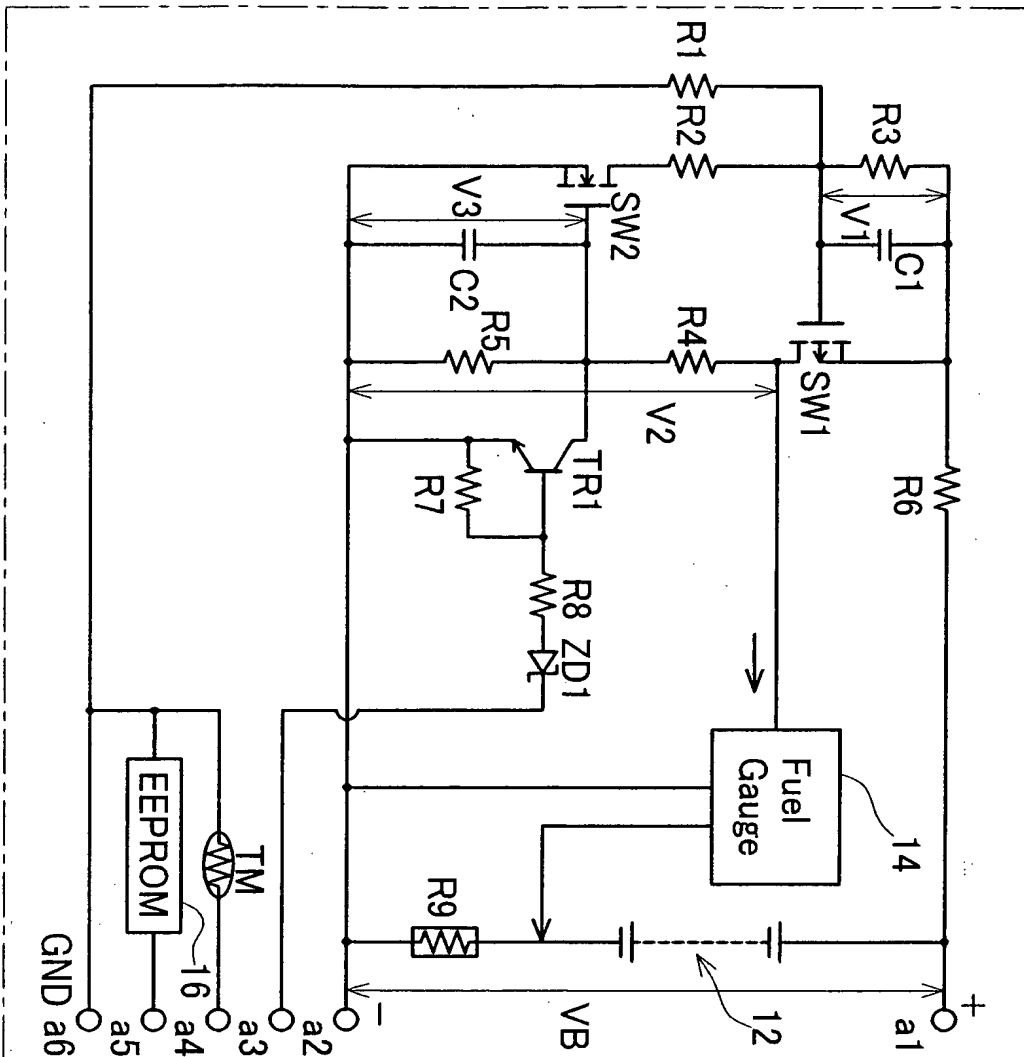 R1
R2
R3
V1
C1
SW2
V3
C2
R4
SW1
R5
V2
R6
TR1
R7
R8
ZD1
Fuel
Gauge
14
TM
EEPROM
16
R9
12
VB
+
a1
-
a2
a3
a4
a5
GND a6